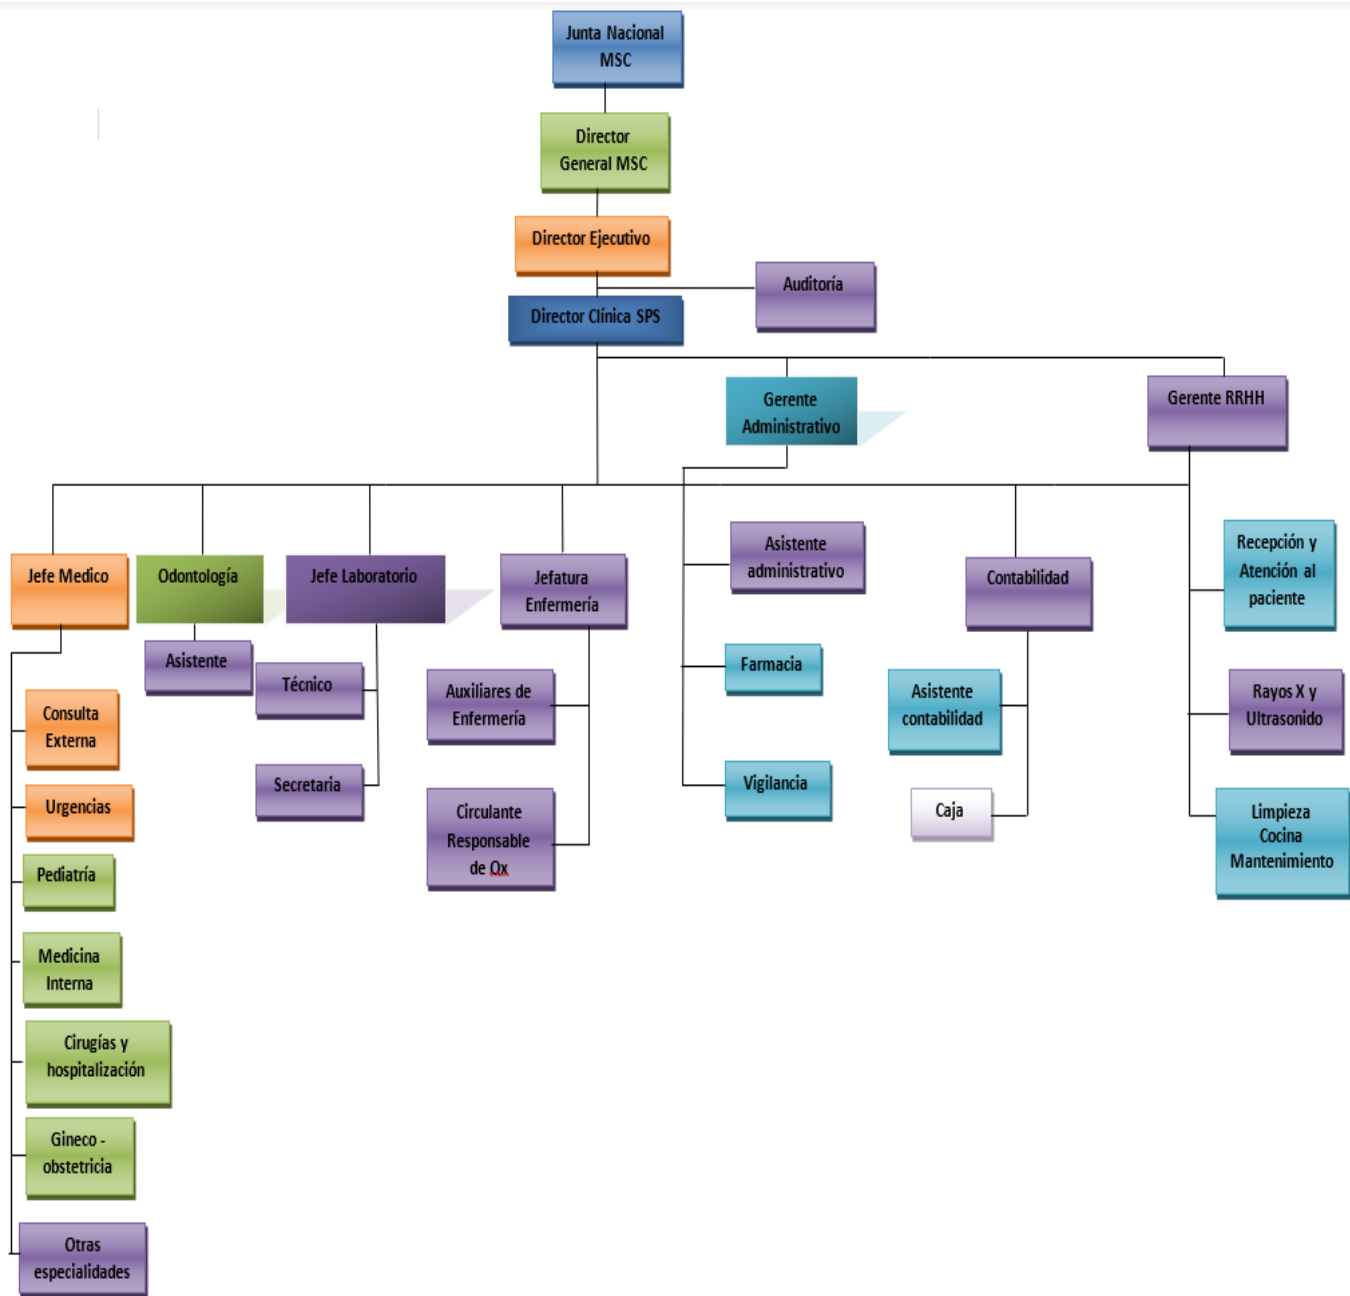 Junta Nacional
MSC
Director
General MSC
Director Ejecutivo
Auditoría
Director Clínica SPS
Gerente
Administrativo
Gerente RRHH
Jefe Medico
Odontología
Jefe Laboratorio
Jefatura
Enfermería
Asistente
administrativo
Contabilidad
Recepción y
Atención al
paciente
Asistente
Técnico
Auxiliares de
Enfermería
Farmacia
Asistente
contabilidad
Rayos X y
Ultrasonido
Consulta
Externa
Secretaria
Vigilancia
Urgencias
Circulante
Responsable
de Qx
Caja
Limpieza
Cocina
Mantenimiento
Pediatría
Medicina
Interna
Cirugías y
hospitalización
Gineco -
obstetricia
Otras
especialidades